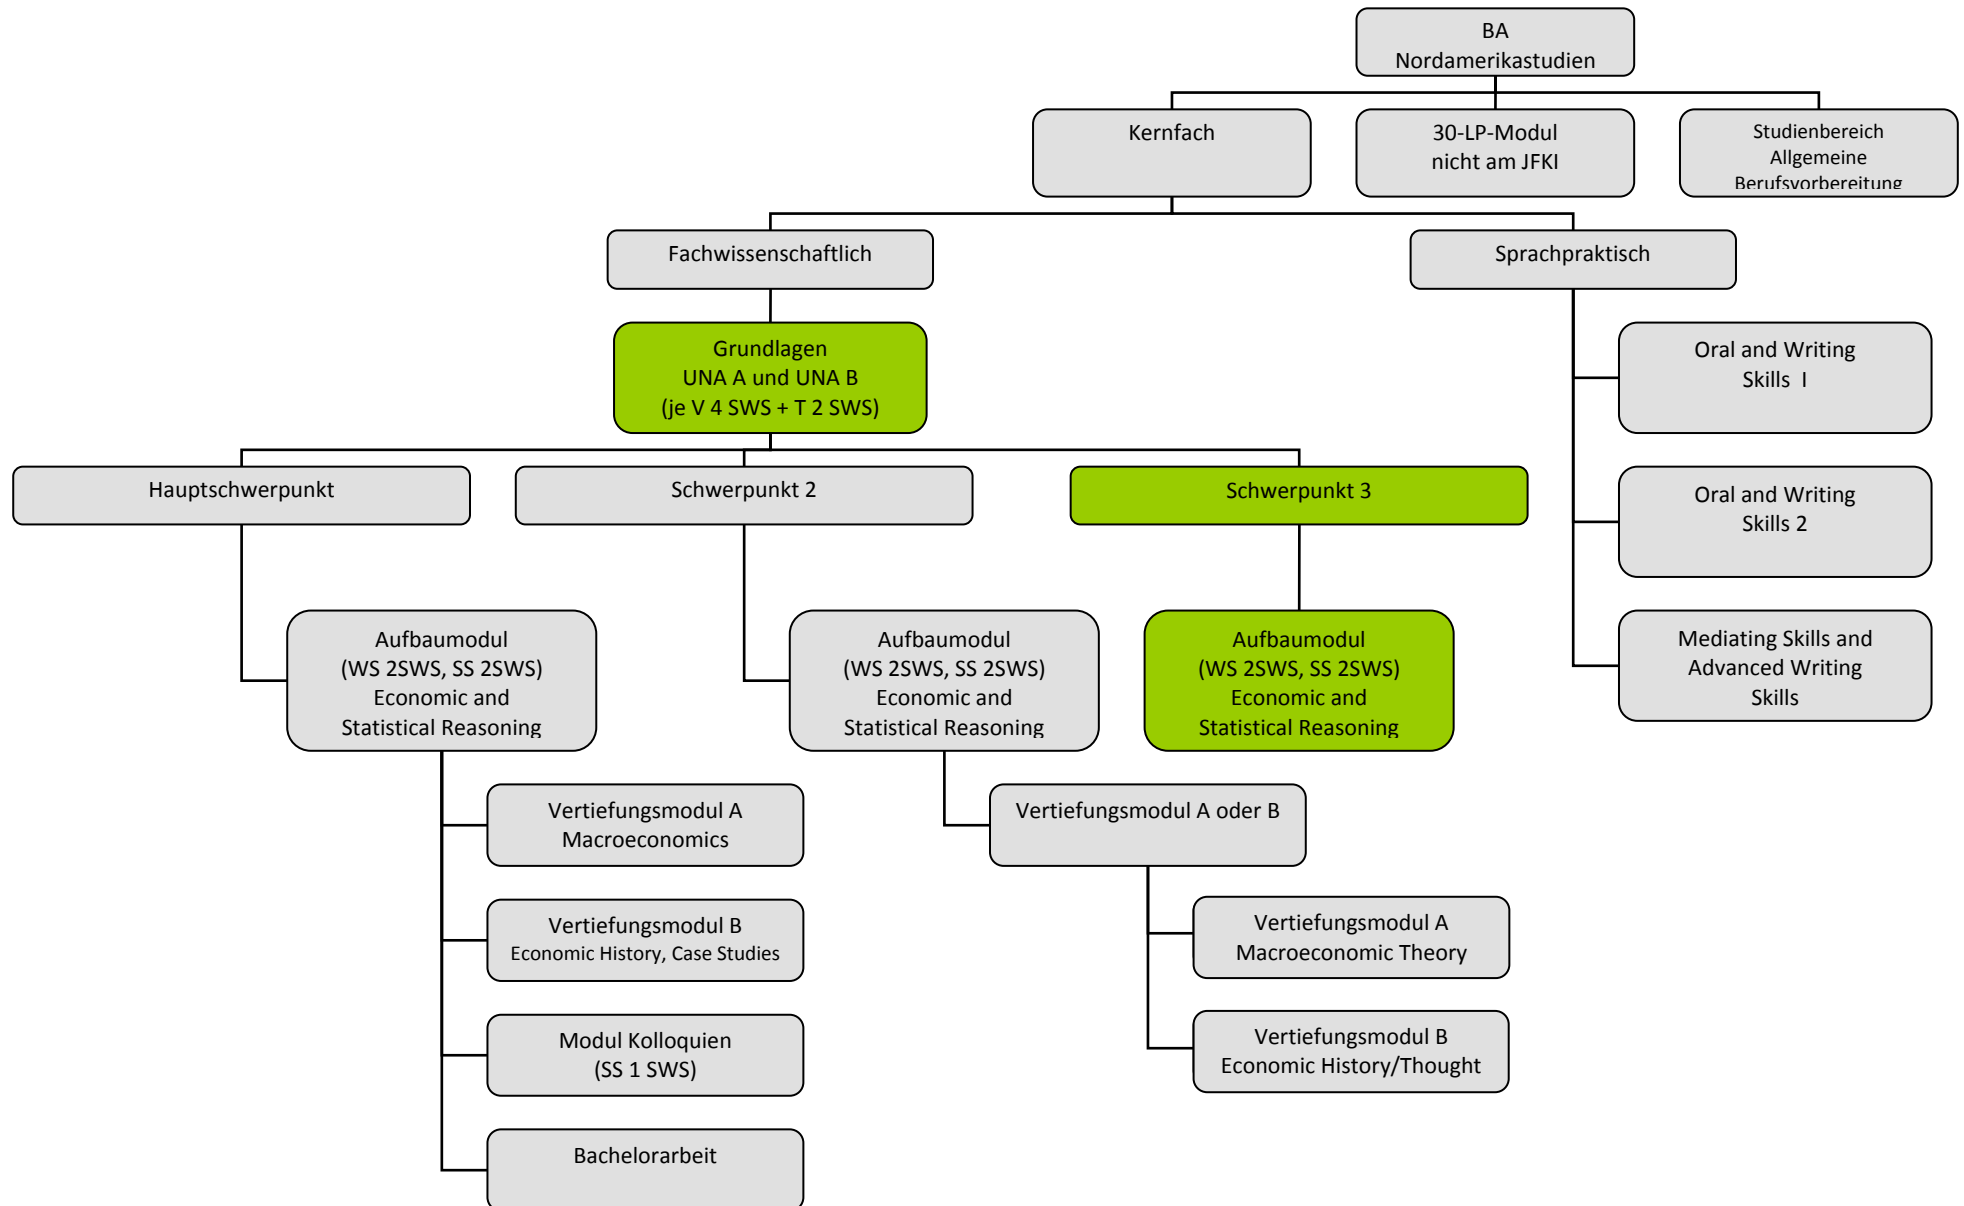 BA
Nordamerikastudien
Kernfach
30-LP-Modul
nicht am JFKI
Studienbereich
Allgemeine
Berufsvorbereitung
Fachwissenschaftlich
Sprachpraktisch
Grundlagen
UNA A und UNA B
(je V 4 SWS + T 2 SWS)
Oral and Writing
Skills I
Hauptschwerpunkt
Schwerpunkt 2
Schwerpunkt 3
Oral and Writing
Skills 2
Aufbaumodul
(WS 2SWS, SS 2SWS)
Economic and
Statistical Reasoning
Aufbaumodul
(WS 2SWS, SS 2SWS)
Economic and
Statistical Reasoning
Aufbaumodul
(WS 2SWS, SS 2SWS)
Economic and
Statistical Reasoning
Mediating Skills and
Advanced Writing
Skills
Vertiefungsmodul A
Macroeconomics
Vertiefungsmodul A oder B
Vertiefungsmodul B
Economic History, Case Studies
Vertiefungsmodul A
Macroeconomic Theory
Modul Kolloquien
(SS 1 SWS)
Vertiefungsmodul B
Economic History/Thought
Bachelorarbeit